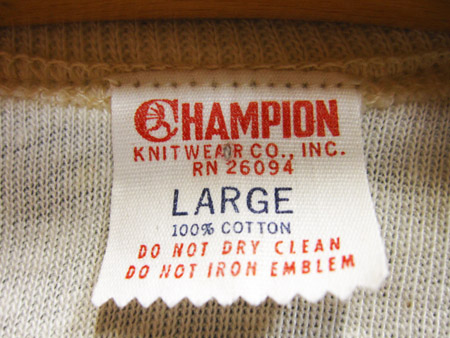 CHAMPION
KNITWEAR CO., INC.
RN 26094
LARGE
100% COTTON
DO NOT DRY CLEAN
DO NOT IRON EMBLEM